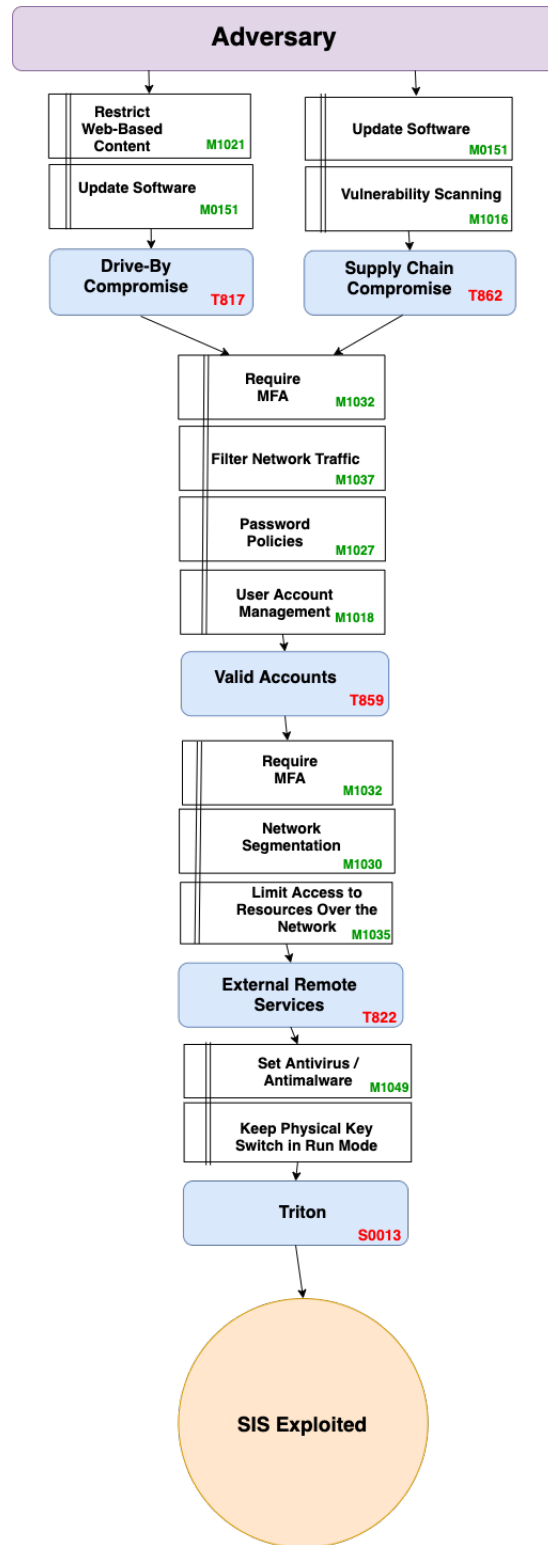 Adversary
Restrict
Web-Based
Content
M1021
Update Software
M0151
Drive-By
Compromise
T817
Update Software
M0151
Vulnerability Scanning
M1016
Supply Chain
Compromise
T862
Require
MFA
M1032
Filter Network Traffic
M1037
Password
Policies
M1027
User Account
Management
M1018
Valid Accounts
T859
Require
MFA
M1032
Network
Segmentation
M1030
Limit Access to
Resources Over the
Network
M1035
External Remote
Services
T822
Set Antivirus /
Antimalware
M1049
Keep Physical Key
Switch in Run Mode
Triton
S0013
SIS Exploited